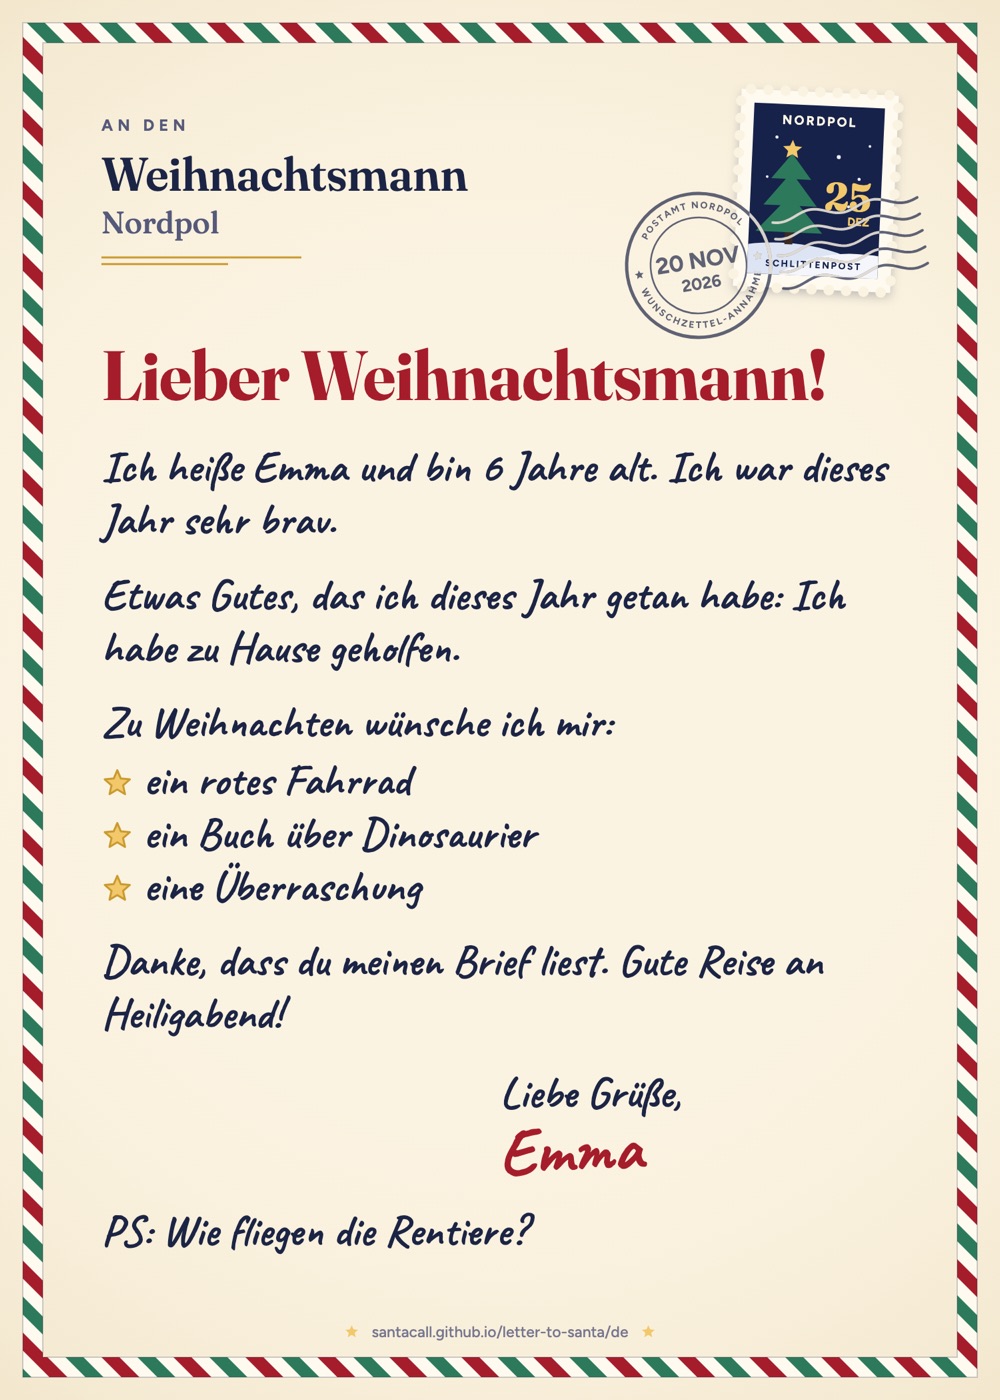 AN DEN
Weihnachtsmann
Nordpol
NORDPOL
25
DEZ
SCHLITTENPOST
POSTAMT NORDPOL
20 NOV
2026
WUNSCHZETTEL-ANNAHME
Lieber Weihnachtsmann!
Ich heiße Emma und bin 6 Jahre alt. Ich war dieses
Jahr sehr brav.
Etwas Gutes, das ich dieses Jahr getan habe: Ich
habe zu Hause geholfen.
Zu Weihnachten wünsche ich mir:
ein rotes Fahrrad
ein Buch über Dinosaurier
eine Überraschung
Danke, dass du meinen Brief liest. Gute Reise an
Heiligabend!
Liebe Grüße,
Emma
PS: Wie fliegen die Rentiere?
santacall.github.io/letter-to-santa/de